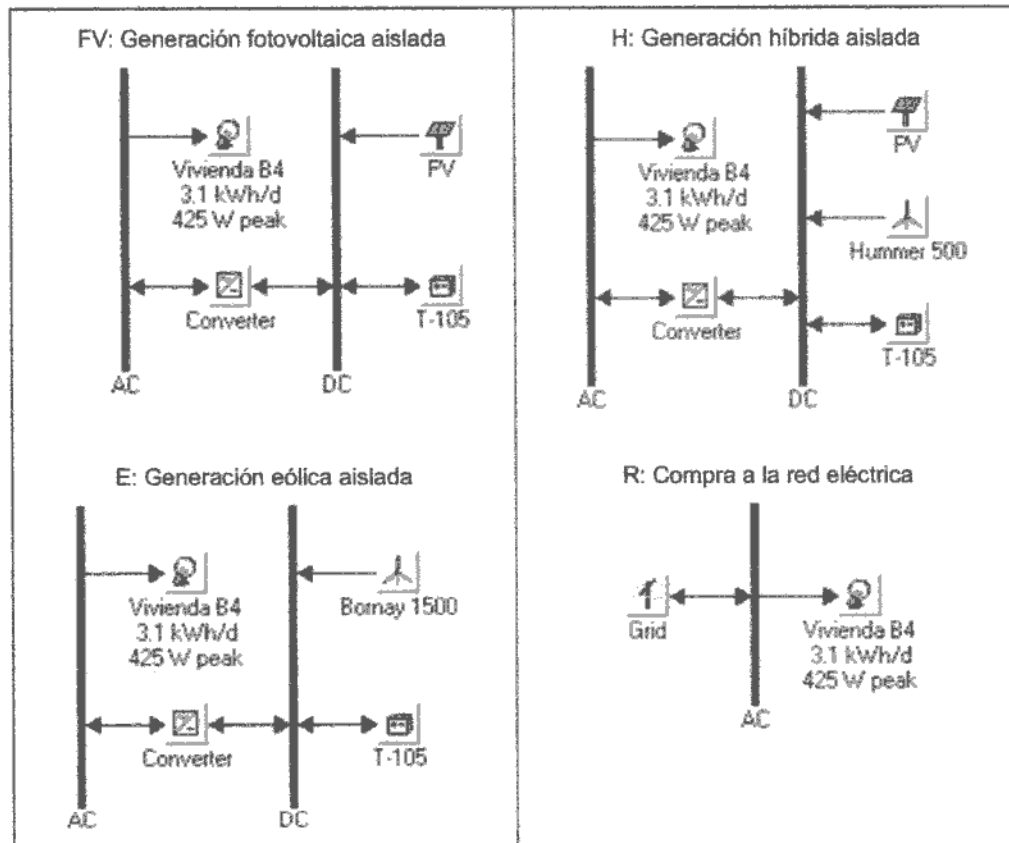 FV: Generación fotovoltaica aislada
Vivienda B4
3.1 kWh/d
425 W peak
PV
Converter
T-105
AC
DC
H: Generación híbrida aislada
Vivienda B4
3.1 kWh/d
425 W peak
PV
Hummer 500
Converter
T-105
AC
DC
E: Generación eólica aislada
Vivienda B4
3.1 kWh/d
425 W peak
Bornay 1500
Converter
T-105
AC
DC
R: Compra a la red eléctrica
Grid
Vivienda B4
3.1 kWh/d
425 W peak
AC